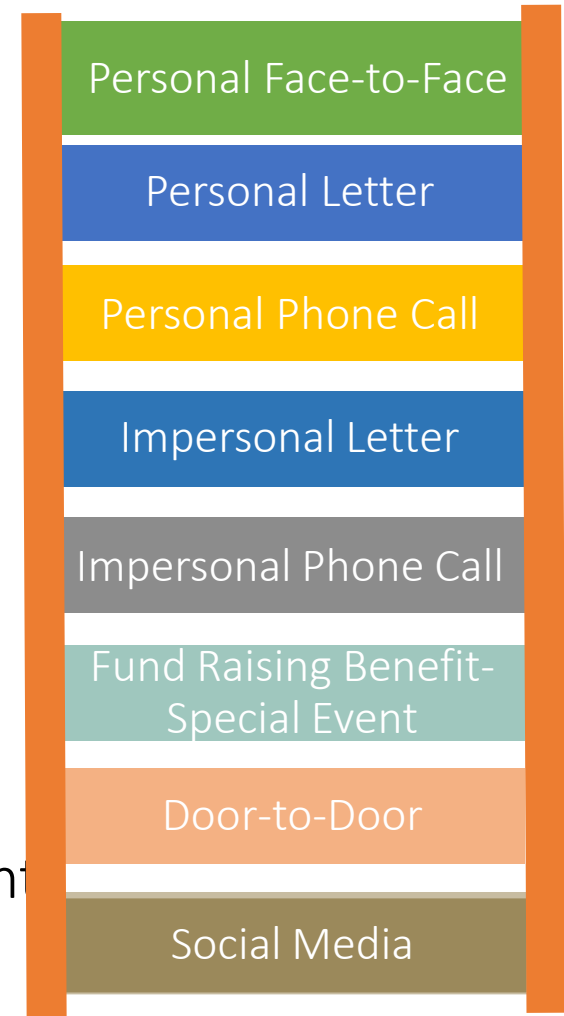 Personal Face-to-Face
Personal Letter
Personal Phone Call
Impersonal Letter
Impersonal Phone Call
Fund Raising Benefit-
Special Event
Door-to-Door
Social Media